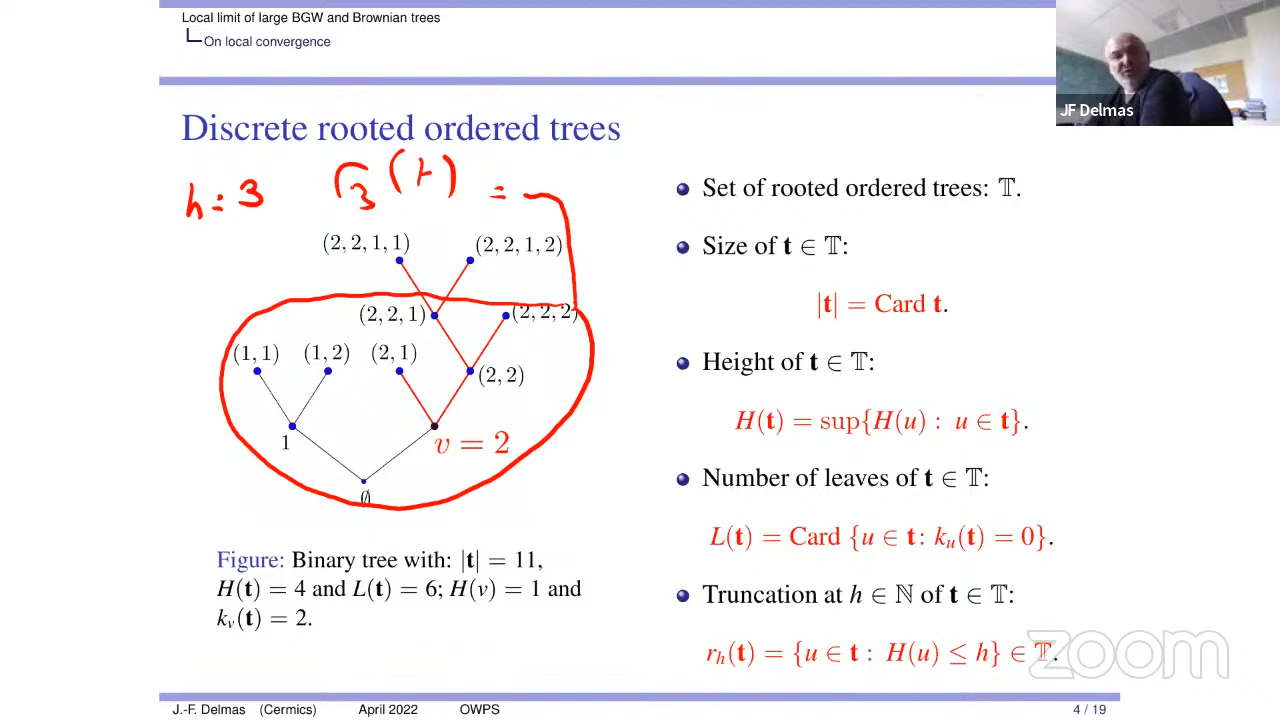 Local limit of large BGW and Brownian trees
On local convergence
JF Delmas
Discrete rooted ordered trees
h = 3 r_3(t) =
(2, 2, 1, 1) (2, 2, 1, 2)
(2, 2, 1) (2, 2, 2)
(1, 1) (1, 2) (2, 1) (2, 2)
1 v = 2
∅
Figure: Binary tree with: |t| = 11,
H(t) = 4 and L(t) = 6; H(v) = 1 and
k_v(t) = 2.
Set of rooted ordered trees: 𝕋.
Size of t ∈ 𝕋:
|t| = Card t.
Height of t ∈ 𝕋:
H(t) = sup{H(u) : u ∈ t}.
Number of leaves of t ∈ 𝕋:
L(t) = Card {u ∈ t: k_u(t) = 0}.
Truncation at h ∈ ℕ of t ∈ 𝕋:
r_h(t) = {u ∈ t : H(u) ≤ h} ∈ 𝕋.
zoom
J.-F. Delmas (Cermics) April 2022 OWPS 4 / 19